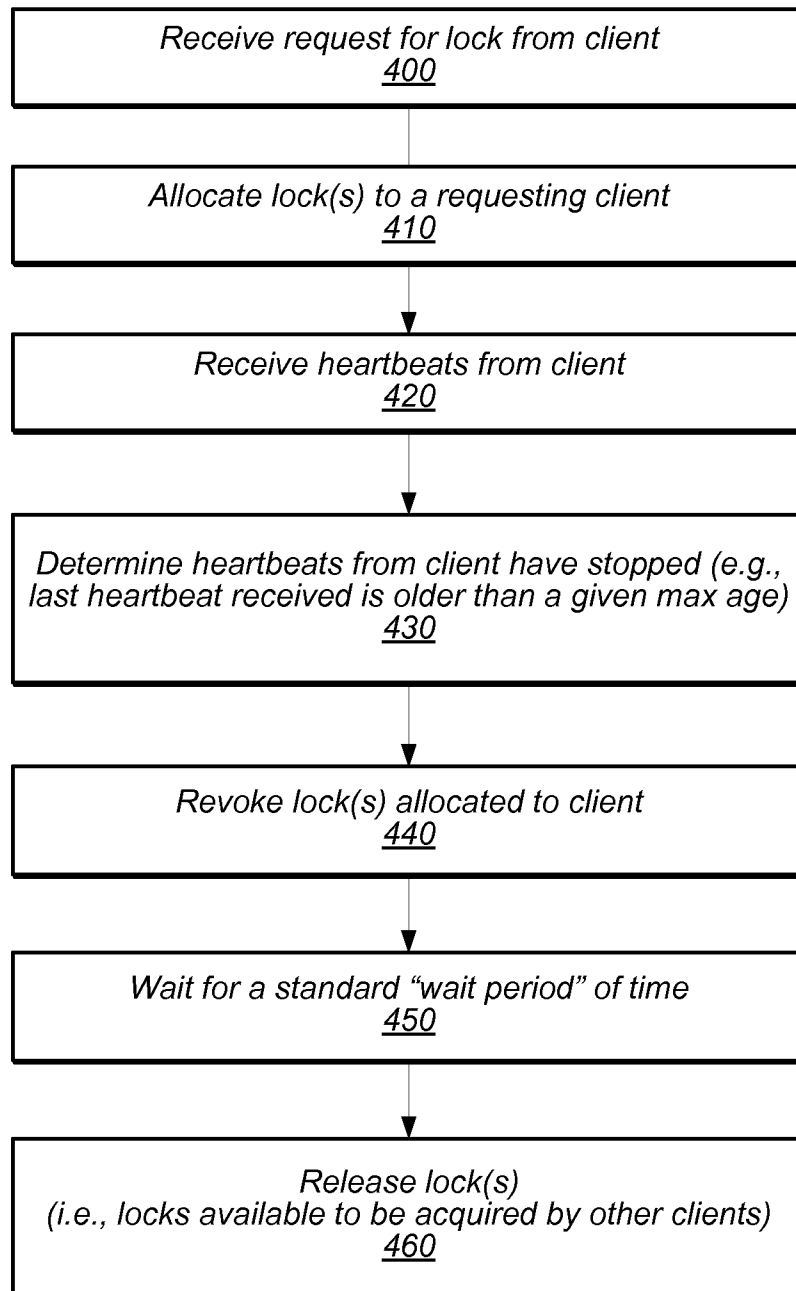 Receive request for lock from client
400
Allocate lock(s) to a requesting client
410
Receive heartbeats from client
420
Determine heartbeats from client have stopped (e.g.,
last heartbeat received is older than a given max age)
430
Revoke lock(s) allocated to client
440
Wait for a standard “wait period” of time
450
Release lock(s)
(i.e., locks available to be acquired by other clients)
460